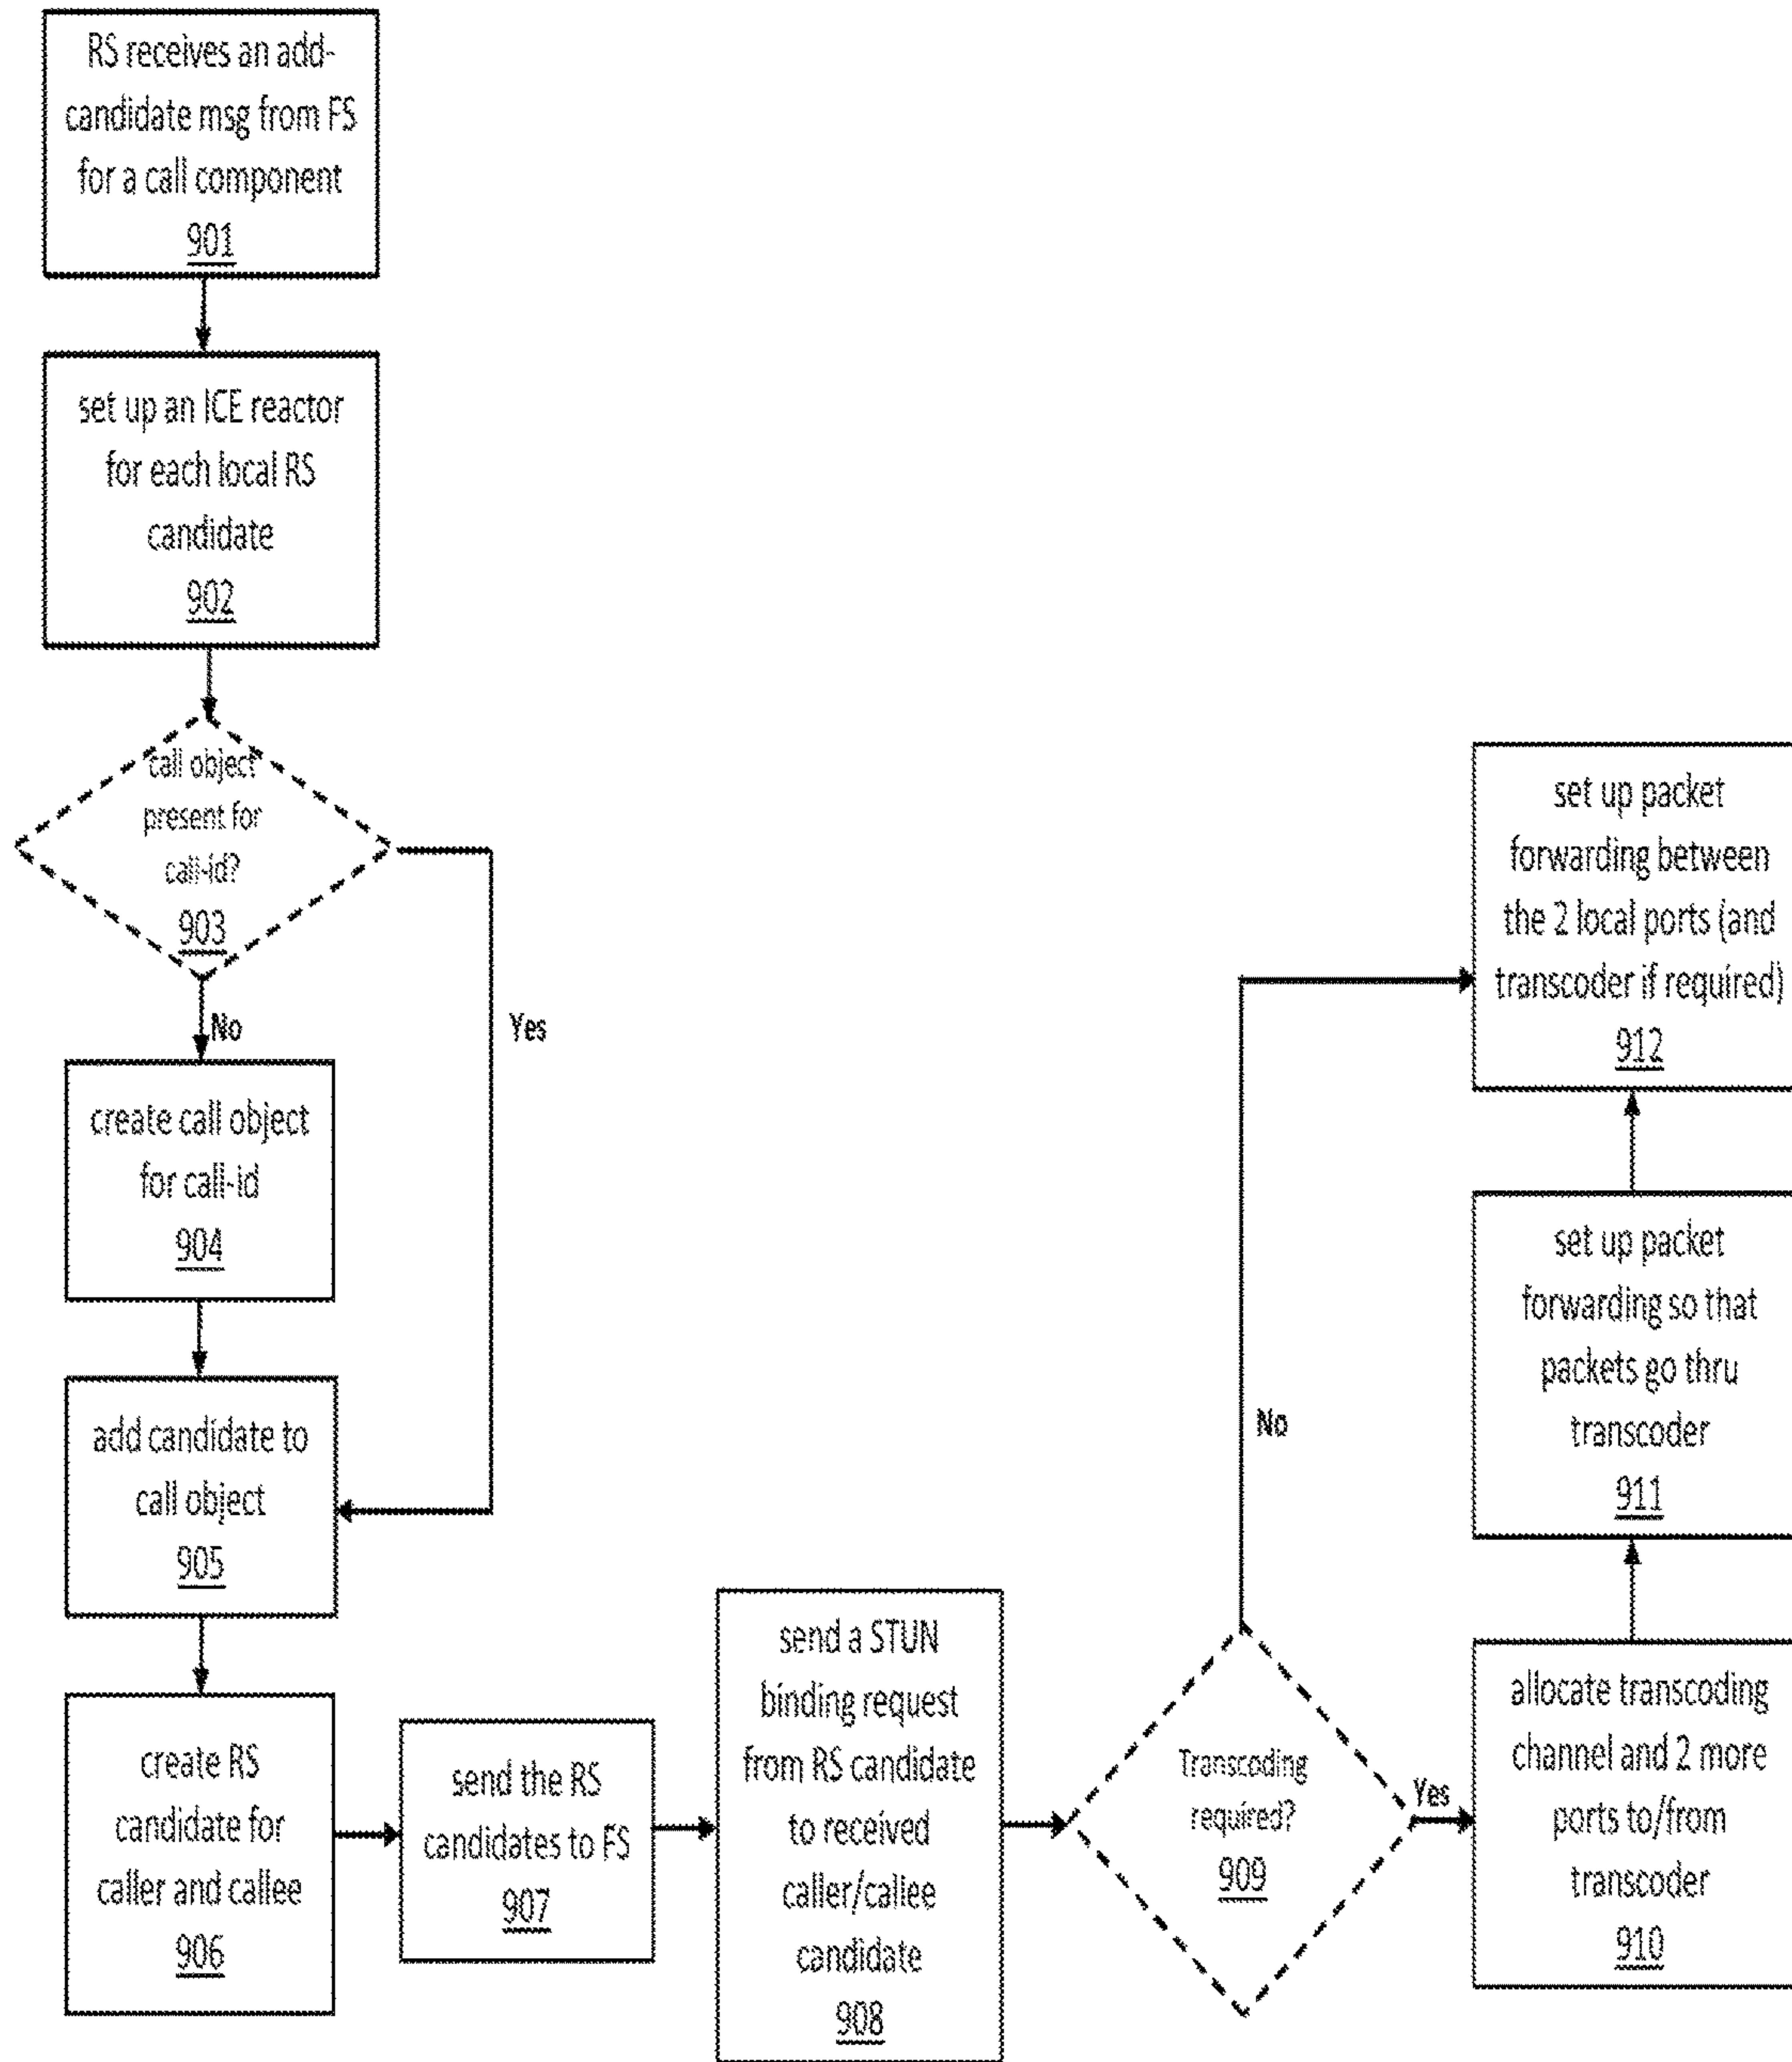 RS receives an add-
candidate msg from FS
for a call component
901
set up an ICE reactor
for each local RS
candidate
902
call object
present for
call-id?
903
No
Yes
create call object
for call-id
904
add candidate to
call object
905
create RS
candidate for
caller and callee
906
send the RS
candidates to FS
907
send a STUN
binding request
from RS candidate
to received
caller/callee
candidate
908
Transcoding
required?
909
No
Yes
allocate transcoding
channel and 2 more
ports to/from
transcoder
910
set up packet
forwarding so that
packets go thru
transcoder
911
set up packet
forwarding between
the 2 local ports (and
transcoder if required)
912